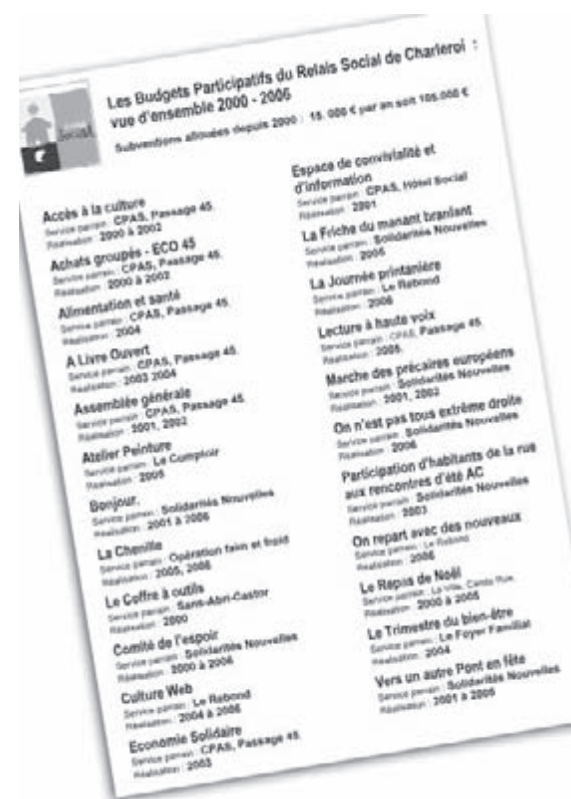 Les Budgets Participatifs du Relais Social de Charleroi :
vue d'ensemble 2000 - 2006
Subventions allouées depuis 2000 : 15. 000 € par an soit 105.000 €
Accès à la culture
Service parrain : CPAS, Passage 45.
Réalisation : 2000 à 2002
Achats groupés - ECO 45
Service parrain : CPAS, Passage 45.
Réalisation : 2000 à 2002
Alimentation et santé
Service parrain : CPAS, Passage 45.
Réalisation : 2004
A Livre Ouvert
Service parrain : CPAS, Passage 45.
Réalisation : 2003 2004
Assemblée générale
Service parrain : CPAS, Passage 45.
Réalisation : 2001, 2002
Atelier Peinture
Service parrain : Le Comptoir
Réalisation : 2005
Bonjour.
Service parrain : Solidarités Nouvelles
Réalisation : 2001 à 2006
La Chenille
Service parrain : Opération faim et froid
Réalisation : 2005, 2006
Le Coffre à outils
Service parrain : Sans-Abri-Castor
Réalisation : 2000
Comité de l'espoir
Service parrain : Solidarités Nouvelles
Réalisation : 2000 à 2006
Culture Web
Service parrain : Le Rebond
Réalisation : 2004 à 2006
Economie Solidaire
Service parrain : CPAS, Passage 45.
Réalisation : 2003
Espace de convivialité et
d'information
Service parrain : CPAS, Hôtel Social
Réalisation : 2001
La Friche du manant branlant
Service parrain : Solidarités Nouvelles
Réalisation : 2005
La Journée printanière
Service parrain : Le Rebond
Réalisation : 2006
Lecture à haute voix
Service parrain : CPAS, Passage 45
Réalisation : 2005.
Marche des précaires européens
Service parrain : Solidarités Nouvelles
Réalisation : 2001, 2002
On n'est pas tous extrême droite
Service parrain : Solidarités Nouvelles
Réalisation : 2006
Participation d'habitants de la rue
aux rencontres d'été AC
Service parrain : Solidarités Nouvelles
Réalisation : 2003
On repart avec des nouveaux
Service parrain : Le Rebond
Réalisation : 2006
Le Repas de Noël
Service parrain : La Ville, Carolo Rue.
Réalisation : 2000 à 2005
Le Trimestre du bien-être
Service parrain : Le Foyer Familial
Réalisation : 2004
Vers un autre Pont en fête
Service parrain : Solidarités Nouvelles
Réalisation : 2001 à 2005